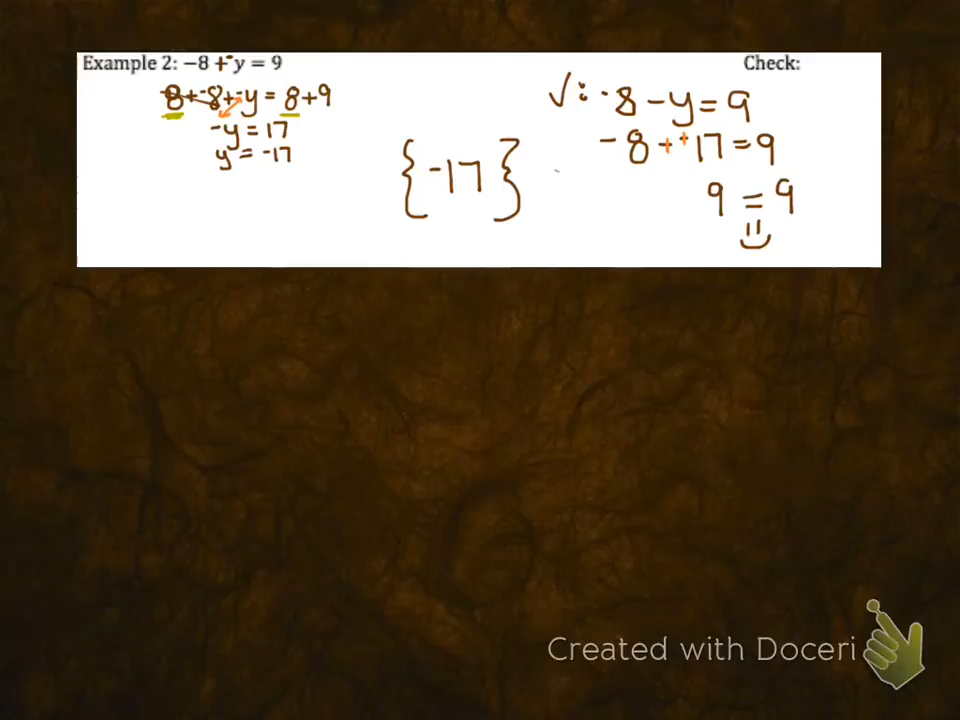 Example 2: −8 + -y = 9
Check:
8 + -8 + -y = 8 + 9
-y = 17
y = -17
{-17}
√: -8 - y = 9
-8 + +17 = 9
9 = 9
Created with Doceri